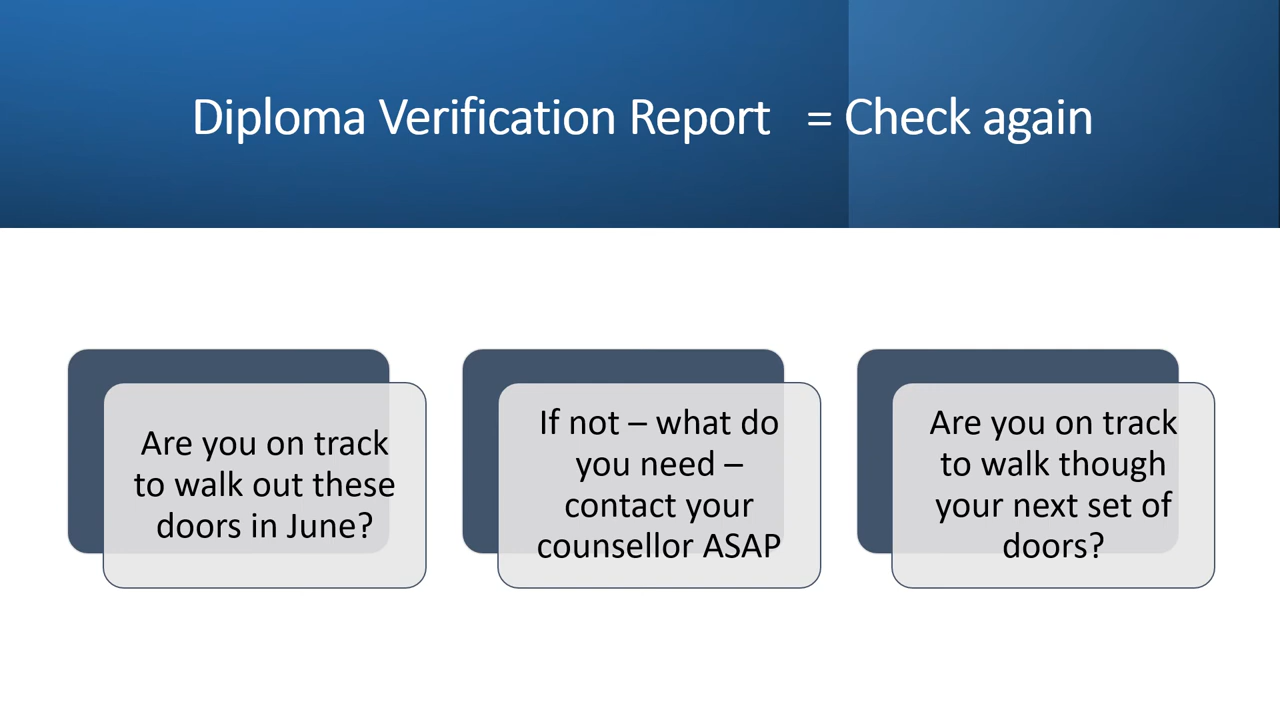 Diploma Verification Report = Check again
Are you on track
to walk out these
doors in June?
If not – what do
you need –
contact your
counsellor ASAP
Are you on track
to walk though
your next set of
doors?